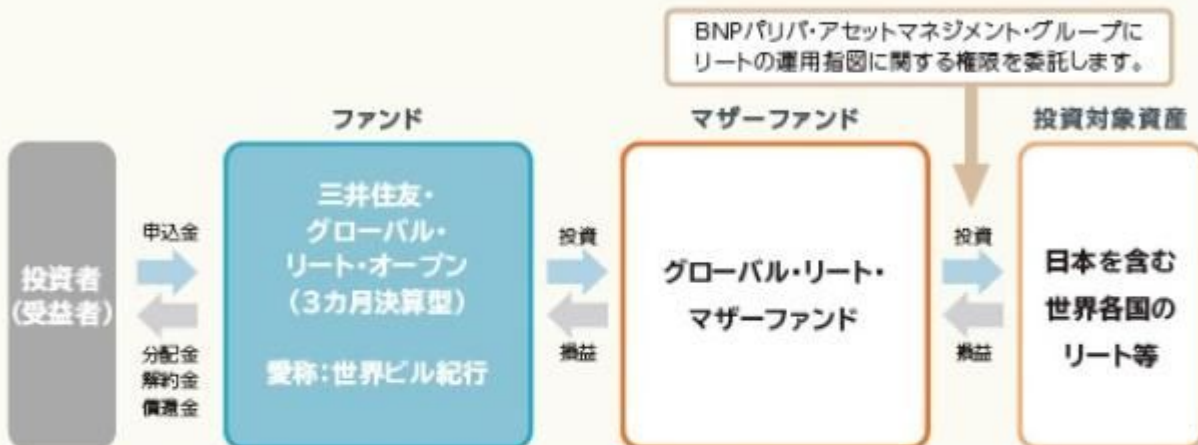 BNPパリバ・アセットマネジメント・グループに
リートの運用指図に関する権限を委託します。
ファンド
マザーファンド
投資対象資産
投資者
(受益者)
申込金
分配金
解約金
償還金
三井住友・
グローバル・
リート・オープン
(3カ月決算型)
愛称:世界ビル紀行
投資
損益
グローバル・リート・
マザーファンド
投資
損益
日本を含む
世界各国の
リート等